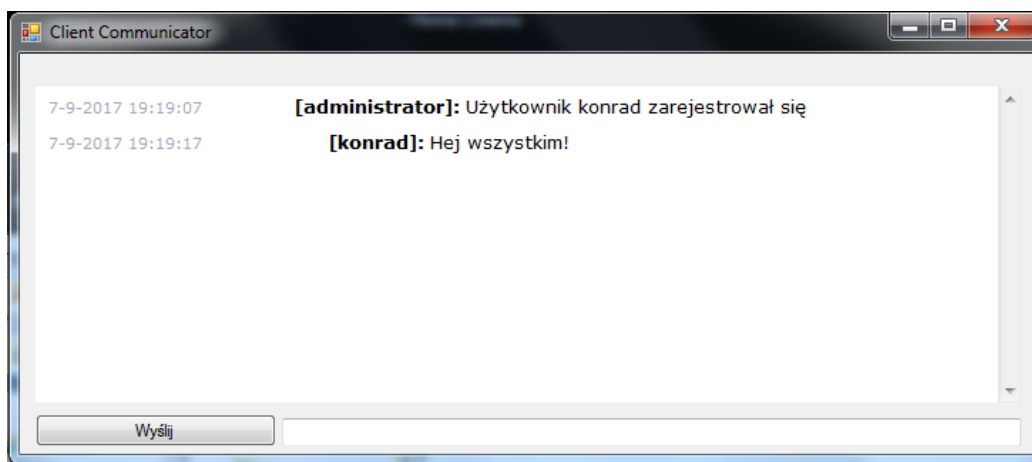 Client Communicator
7-9-2017 19:19:07 [administrator]: Użytkownik konrad zarejestrował się
7-9-2017 19:19:17 [konrad]: Hej wszystkim!
Wyślij